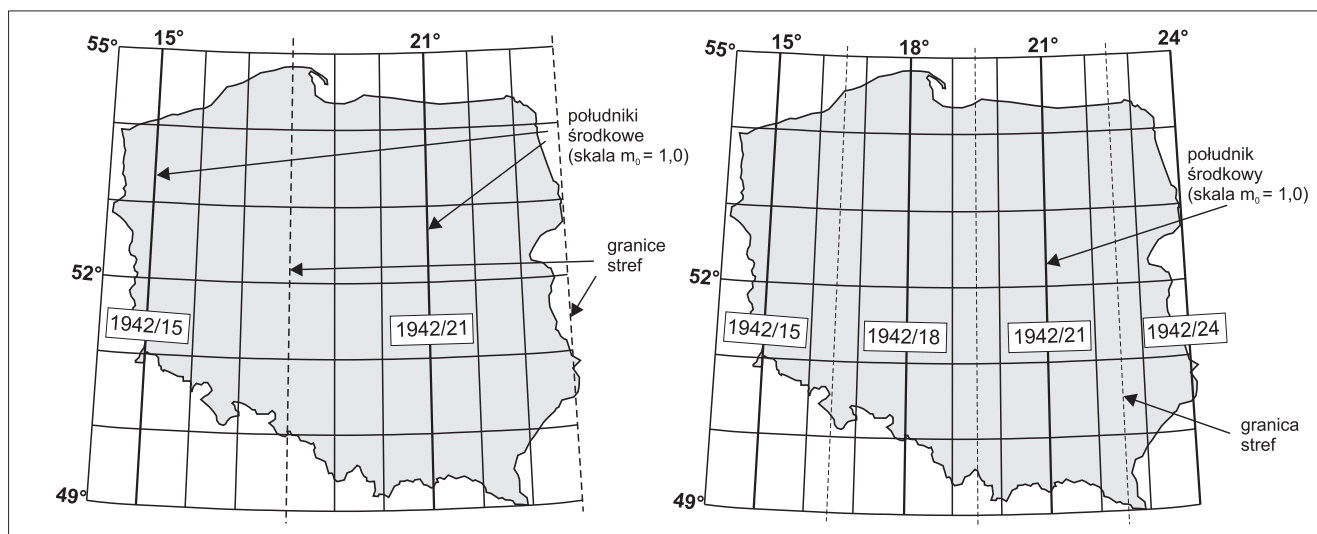 55° 15° 21°
południki
środkowe
(skala m₀ = 1,0)
granice
stref
52°
1942/15 1942/21
49°
55° 15° 18° 21° 24°
południk
środkowy
(skala m₀ = 1,0)
52°
1942/15 1942/18 1942/21 1942/24
granica
stref
49°